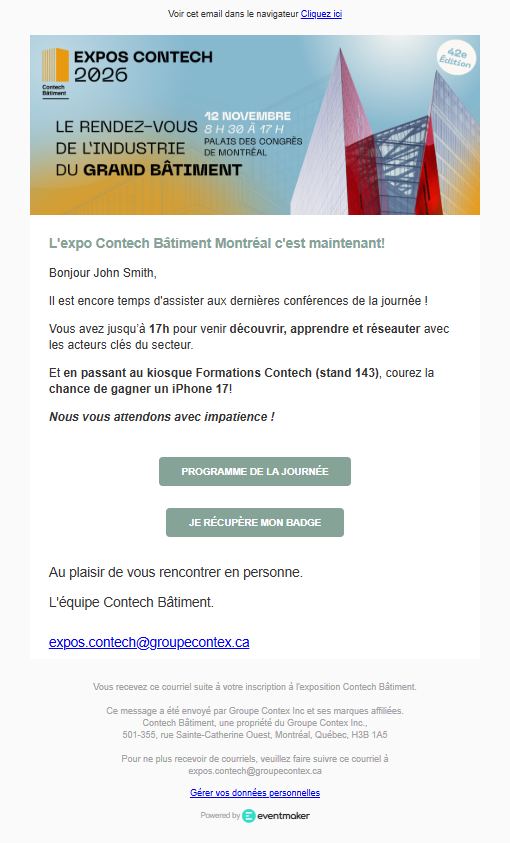 Voir cet email dans le navigateur Cliquez ici
EXPOS CONTECH
2026
42e
Édition
Contech
Bâtiment
LE RENDEZ-VOUS
DE L'INDUSTRIE
DU GRAND BÂTIMENT
12 NOVEMBRE
8 H 30 À 17 H
PALAIS DES CONGRÈS
DE MONTRÉAL
L'expo Contech Bâtiment Montréal c'est maintenant!
Bonjour John Smith,
Il est encore temps d'assister aux dernières conférences de la journée !
Vous avez jusqu'à 17h pour venir découvrir, apprendre et réseauter avec
les acteurs clés du secteur.
Et en passant au kiosque Formations Contech (stand 143), courez la
chance de gagner un iPhone 17!
Nous vous attendons avec impatience !
PROGRAMME DE LA JOURNÉE
JE RÉCUPÈRE MON BADGE
Au plaisir de vous rencontrer en personne.
L'équipe Contech Bâtiment.
expos.contech@groupecontex.ca
Vous recevez ce courriel suite à votre inscription à l'exposition Contech Bâtiment.
Ce message a été envoyé par Groupe Contex Inc et ses marques affiliées.
Contech Bâtiment, une propriété du Groupe Contex Inc.,
501-355, rue Sainte-Catherine Ouest, Montréal, Québec, H3B 1A5
Pour ne plus recevoir de courriels, veuillez faire suivre ce courriel à
expos.contech@groupecontex.ca
Gérer vos données personnelles
Powered by eventmaker